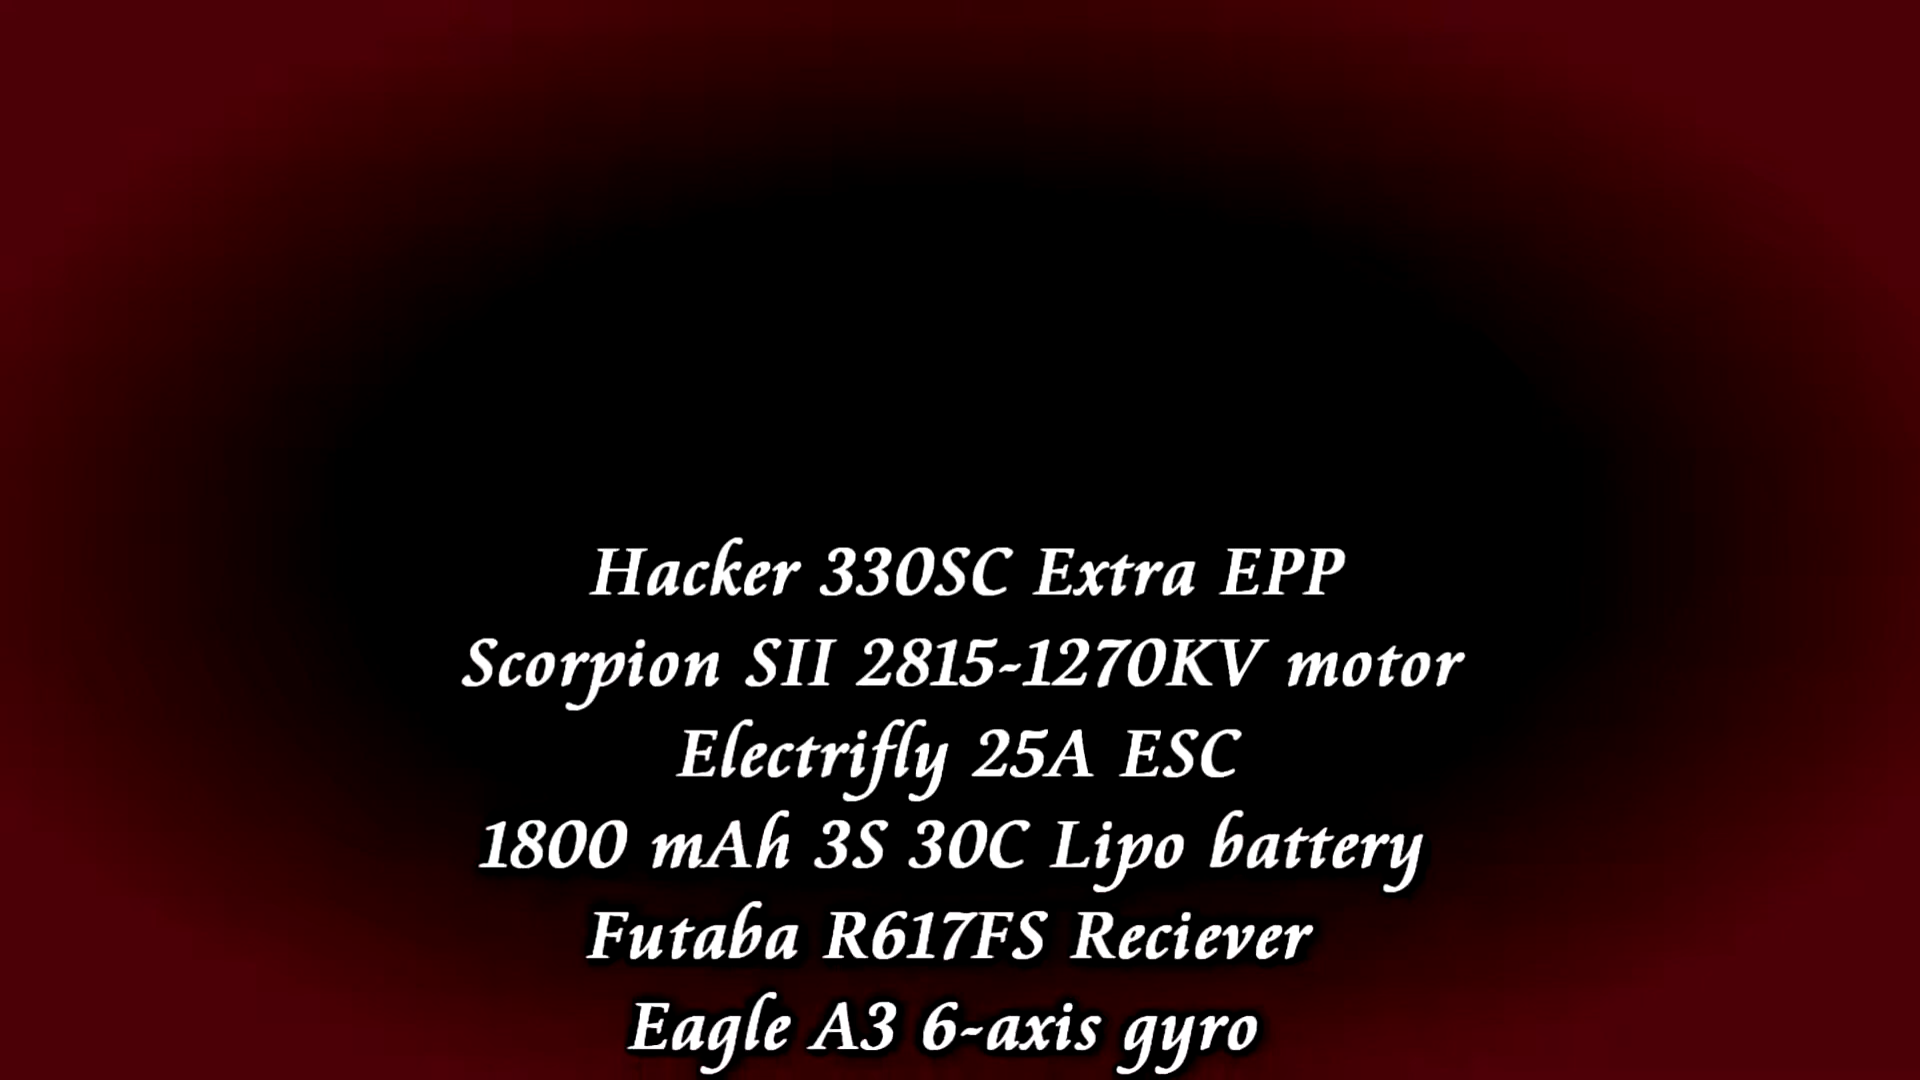 Hacker 330SC Extra EPP
Scorpion SII 2815-1270KV motor
Electrifly 25A ESC
1800 mAh 3S 30C Lipo battery
Futaba R617FS Reciever
Eagle A3 6-axis gyro